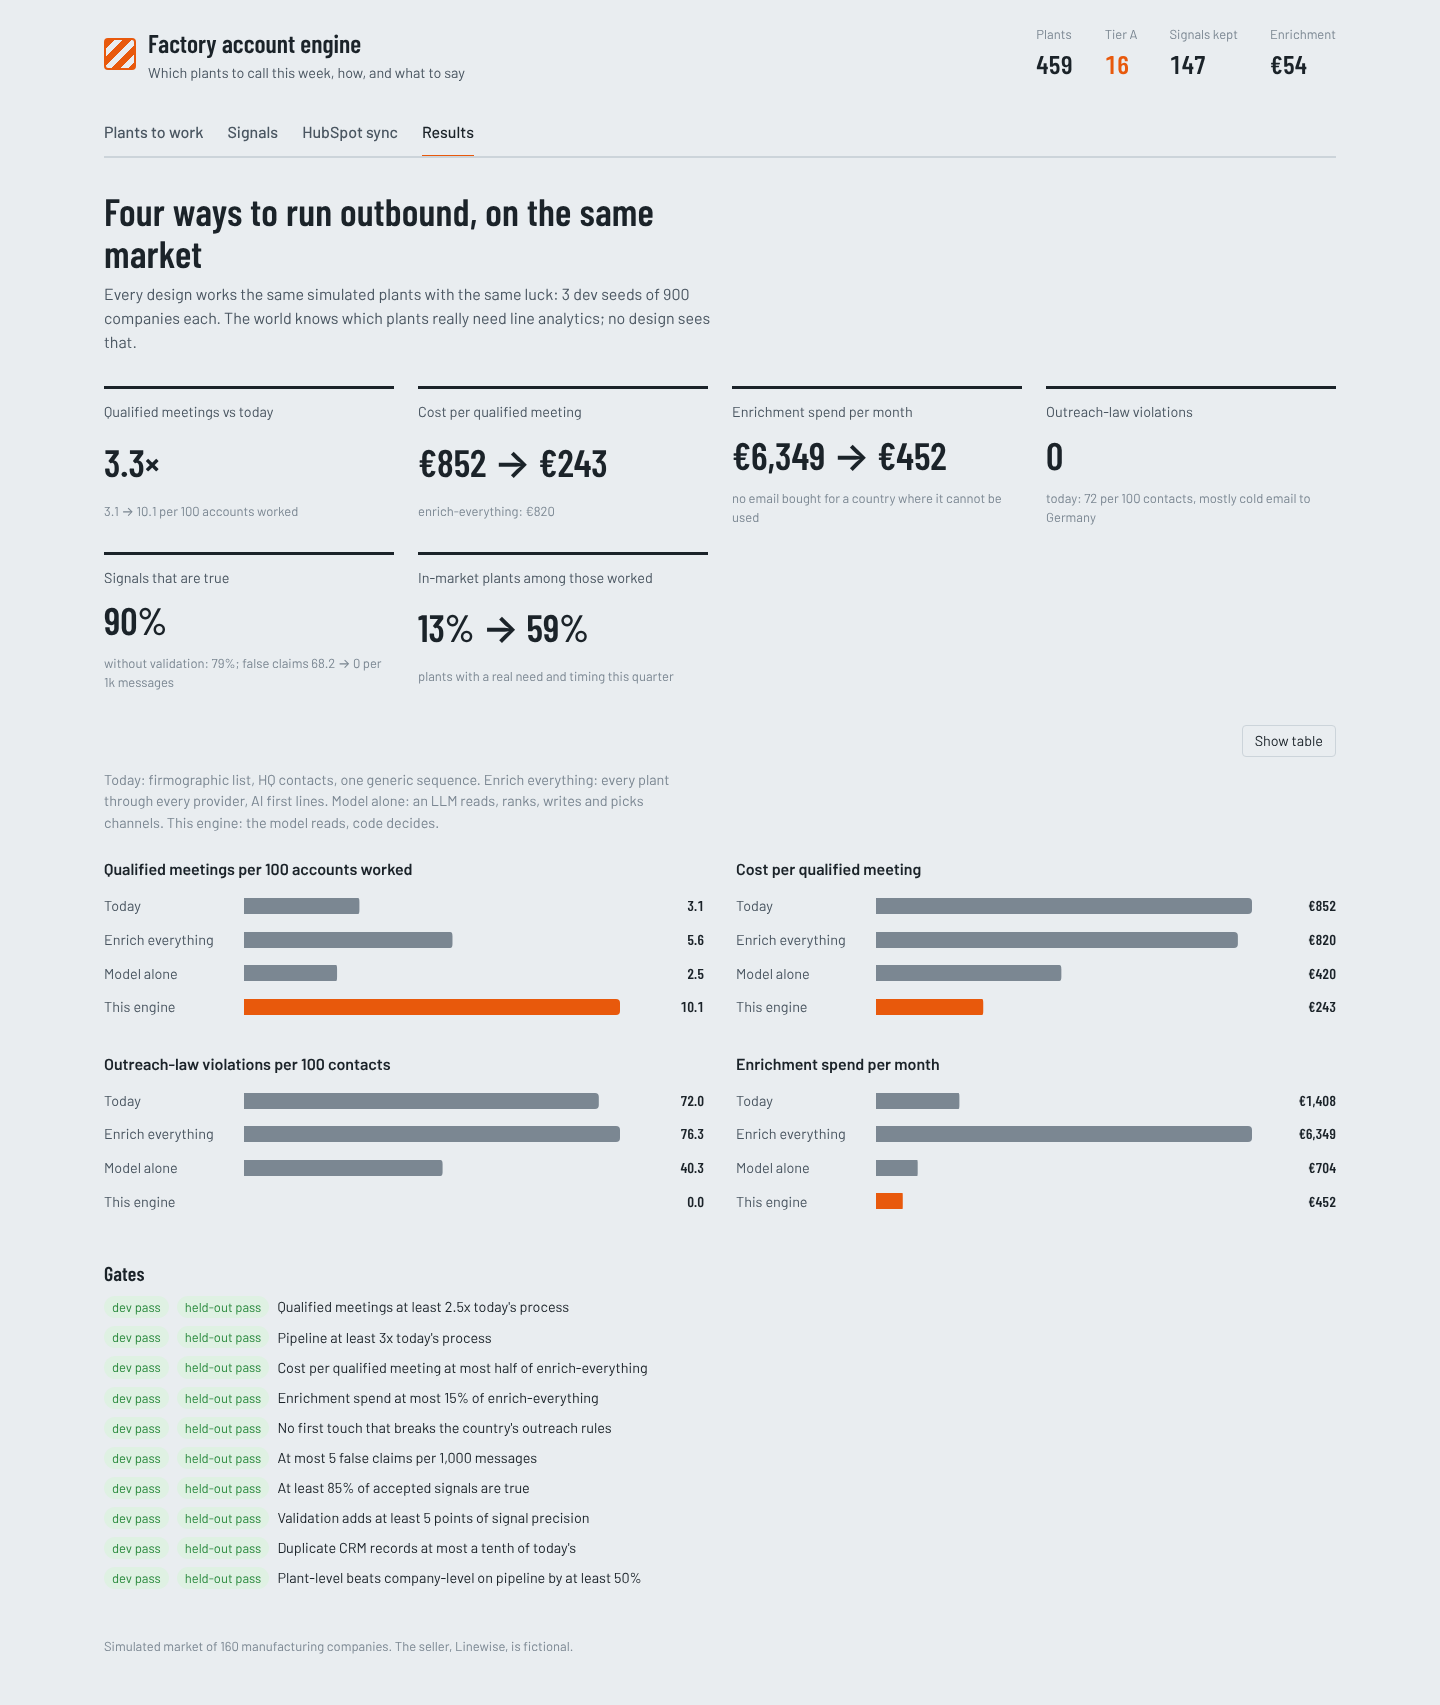 Factory account engine
Which plants to call this week, how, and what to say
Plants
459
Tier A
16
Signals kept
147
Enrichment
€54
Plants to work
Signals
HubSpot sync
Results
Four ways to run outbound, on the same
market
Every design works the same simulated plants with the same luck: 3 dev seeds of 900
companies each. The world knows which plants really need line analytics; no design sees
that.
Qualified meetings vs today
3.3×
3.1 → 10.1 per 100 accounts worked
Cost per qualified meeting
€852 → €243
enrich-everything: €820
Enrichment spend per month
€6,349 → €452
no email bought for a country where it cannot be
used
Outreach-law violations
0
today: 72 per 100 contacts, mostly cold email to
Germany
Signals that are true
90%
without validation: 79%; false claims 68.2 → 0 per
1k messages
In-market plants among those worked
13% → 59%
plants with a real need and timing this quarter
Show table
Today: firmographic list, HQ contacts, one generic sequence. Enrich everything: every plant
through every provider, AI first lines. Model alone: an LLM reads, ranks, writes and picks
channels. This engine: the model reads, code decides.
Qualified meetings per 100 accounts worked
Today 3.1
Enrich everything 5.6
Model alone 2.5
This engine 10.1
Cost per qualified meeting
Today €852
Enrich everything €820
Model alone €420
This engine €243
Outreach-law violations per 100 contacts
Today 72.0
Enrich everything 76.3
Model alone 40.3
This engine 0.0
Enrichment spend per month
Today €1,408
Enrich everything €6,349
Model alone €704
This engine €452
Gates
dev pass held-out pass Qualified meetings at least 2.5x today's process
dev pass held-out pass Pipeline at least 3x today's process
dev pass held-out pass Cost per qualified meeting at most half of enrich-everything
dev pass held-out pass Enrichment spend at most 15% of enrich-everything
dev pass held-out pass No first touch that breaks the country's outreach rules
dev pass held-out pass At most 5 false claims per 1,000 messages
dev pass held-out pass At least 85% of accepted signals are true
dev pass held-out pass Validation adds at least 5 points of signal precision
dev pass held-out pass Duplicate CRM records at most a tenth of today's
dev pass held-out pass Plant-level beats company-level on pipeline by at least 50%
Simulated market of 160 manufacturing companies. The seller, Linewise, is fictional.